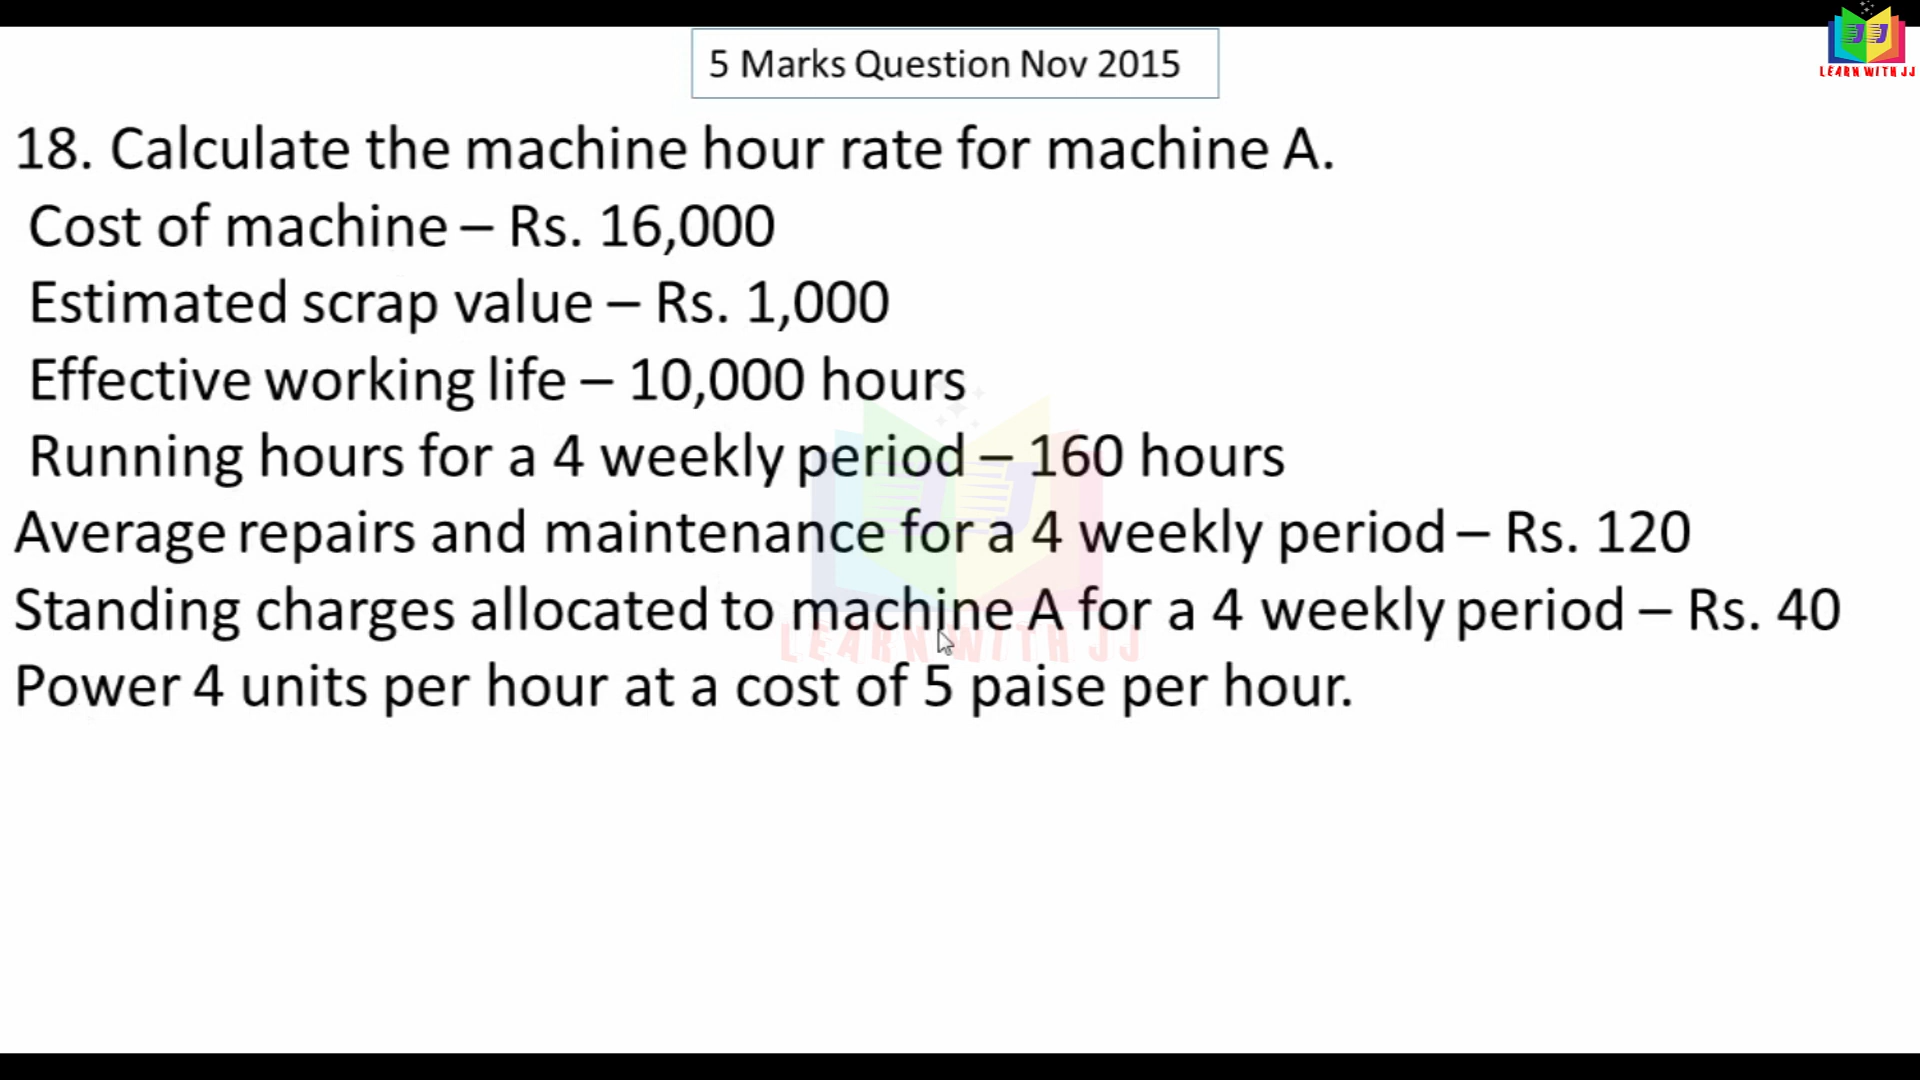 5 Marks Question Nov 2015
LEARN WITH JJ
18. Calculate the machine hour rate for machine A.
Cost of machine – Rs. 16,000
Estimated scrap value – Rs. 1,000
Effective working life – 10,000 hours
Running hours for a 4 weekly period – 160 hours
Average repairs and maintenance for a 4 weekly period – Rs. 120
Standing charges allocated to machine A for a 4 weekly period – Rs. 40
LEARN WITH JJ
Power 4 units per hour at a cost of 5 paise per hour.